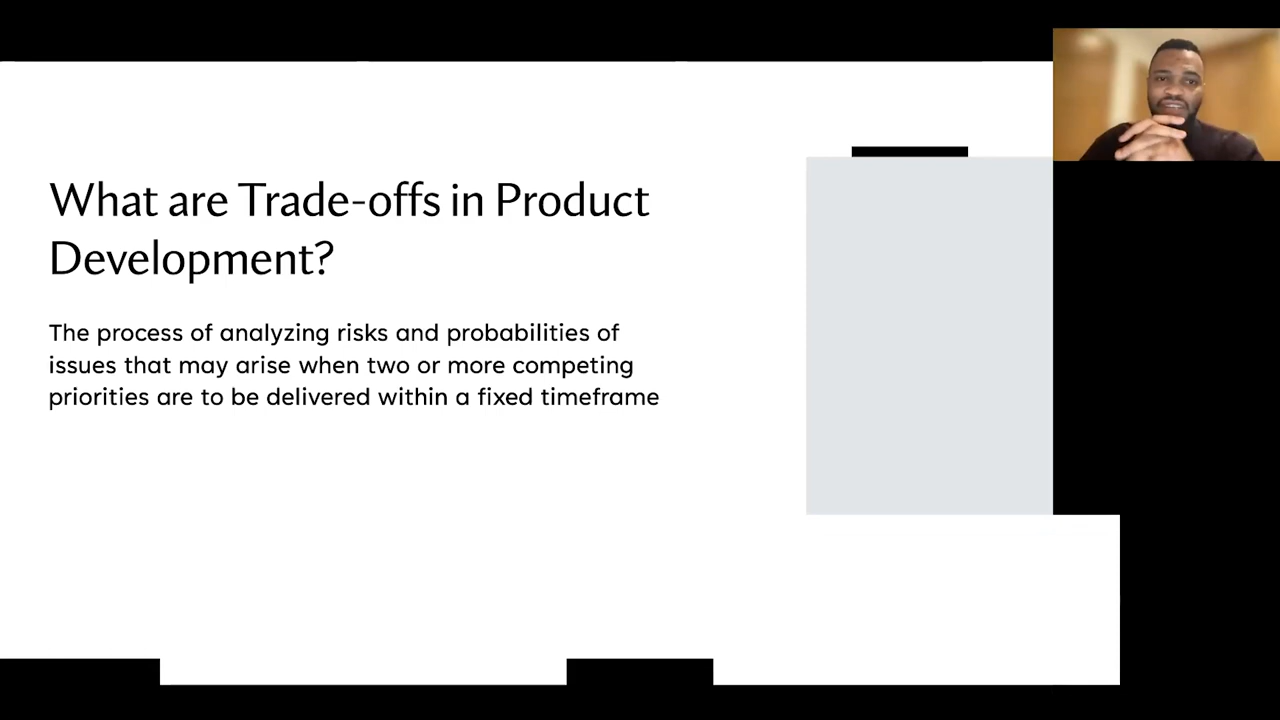 What are Trade-offs in Product
Development?
The process of analyzing risks and probabilities of
issues that may arise when two or more competing
priorities are to be delivered within a fixed timeframe